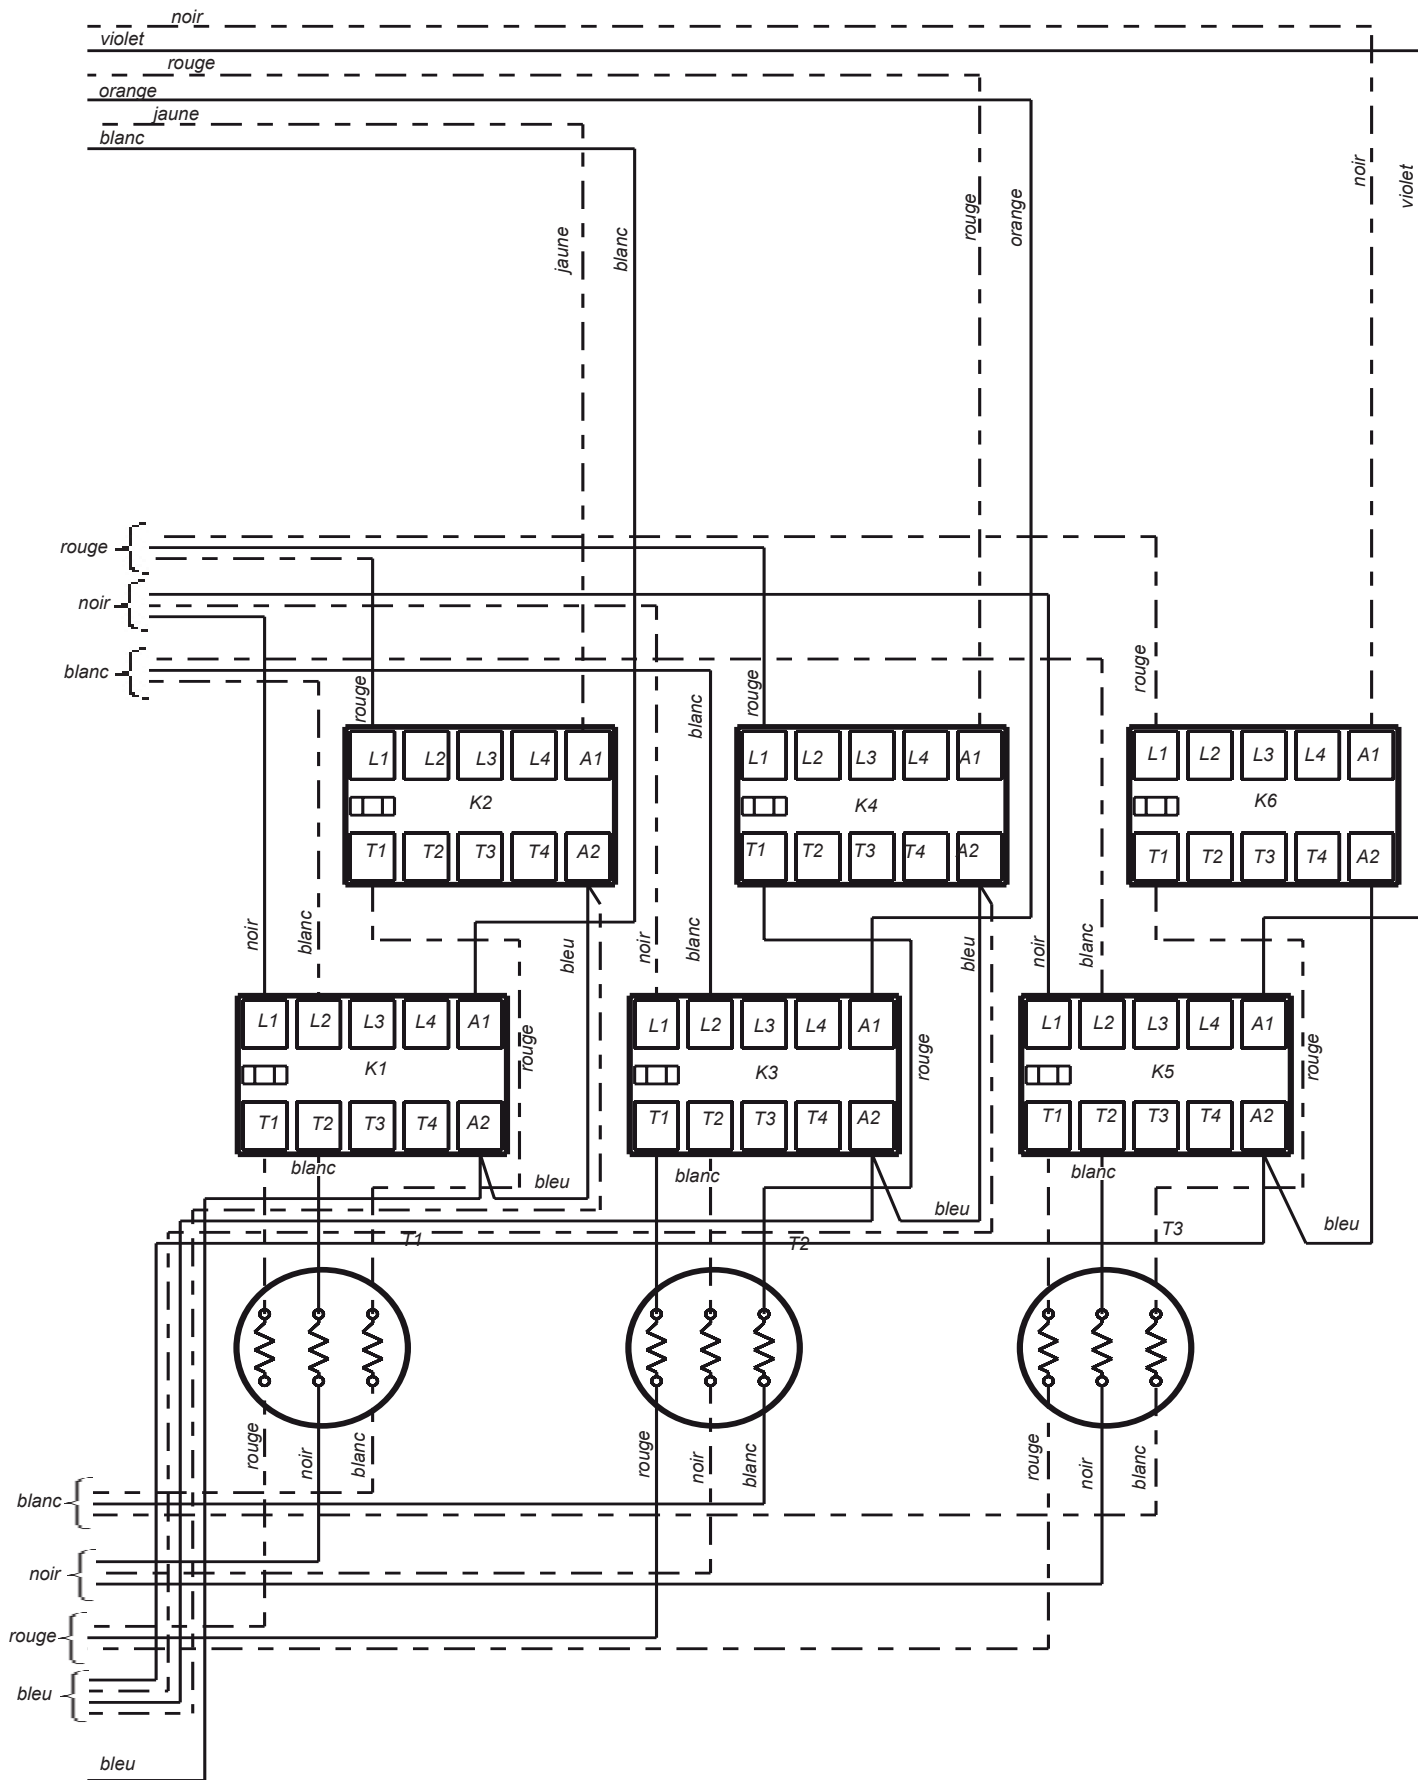 noir
violet
rouge
orange
jaune
blanc
noir
violet
rouge
orange
jaune
blanc
rouge
noir
blanc
rouge
rouge
rouge
blanc
L1 L2 L3 L4 A1
K2
T1 T2 T3 T4 A2
L1 L2 L3 L4 A1
K4
T1 T2 T3 T4 A2
L1 L2 L3 L4 A1
K6
T1 T2 T3 T4 A2
noir
blanc
bleu
noir
blanc
bleu
noir
blanc
L1 L2 L3 L4 A1
K1
T1 T2 T3 T4 A2
rouge
L1 L2 L3 L4 A1
K3
T1 T2 T3 T4 A2
rouge
L1 L2 L3 L4 A1
K5
T1 T2 T3 T4 A2
rouge
blanc
bleu
blanc
bleu
blanc
bleu
T1
T2
T3
rouge
noir
blanc
rouge
noir
blanc
rouge
noir
blanc
blanc
noir
rouge
bleu
bleu